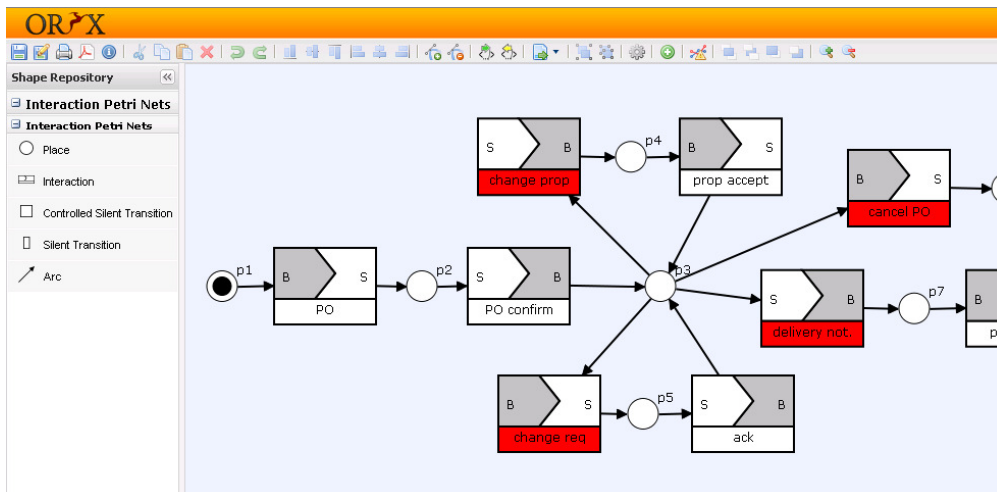 ORYX
Shape Repository
Interaction Petri Nets
Interaction Petri Nets
Place
Interaction
Controlled Silent Transition
Silent Transition
Arc
S B
change prop
p4
B S
prop accept
B S
cancel PO
p1
B S
PO
p2
S B
PO confirm
p3
S B
delivery not.
p7
B
p
B S
change req
p5
S B
ack